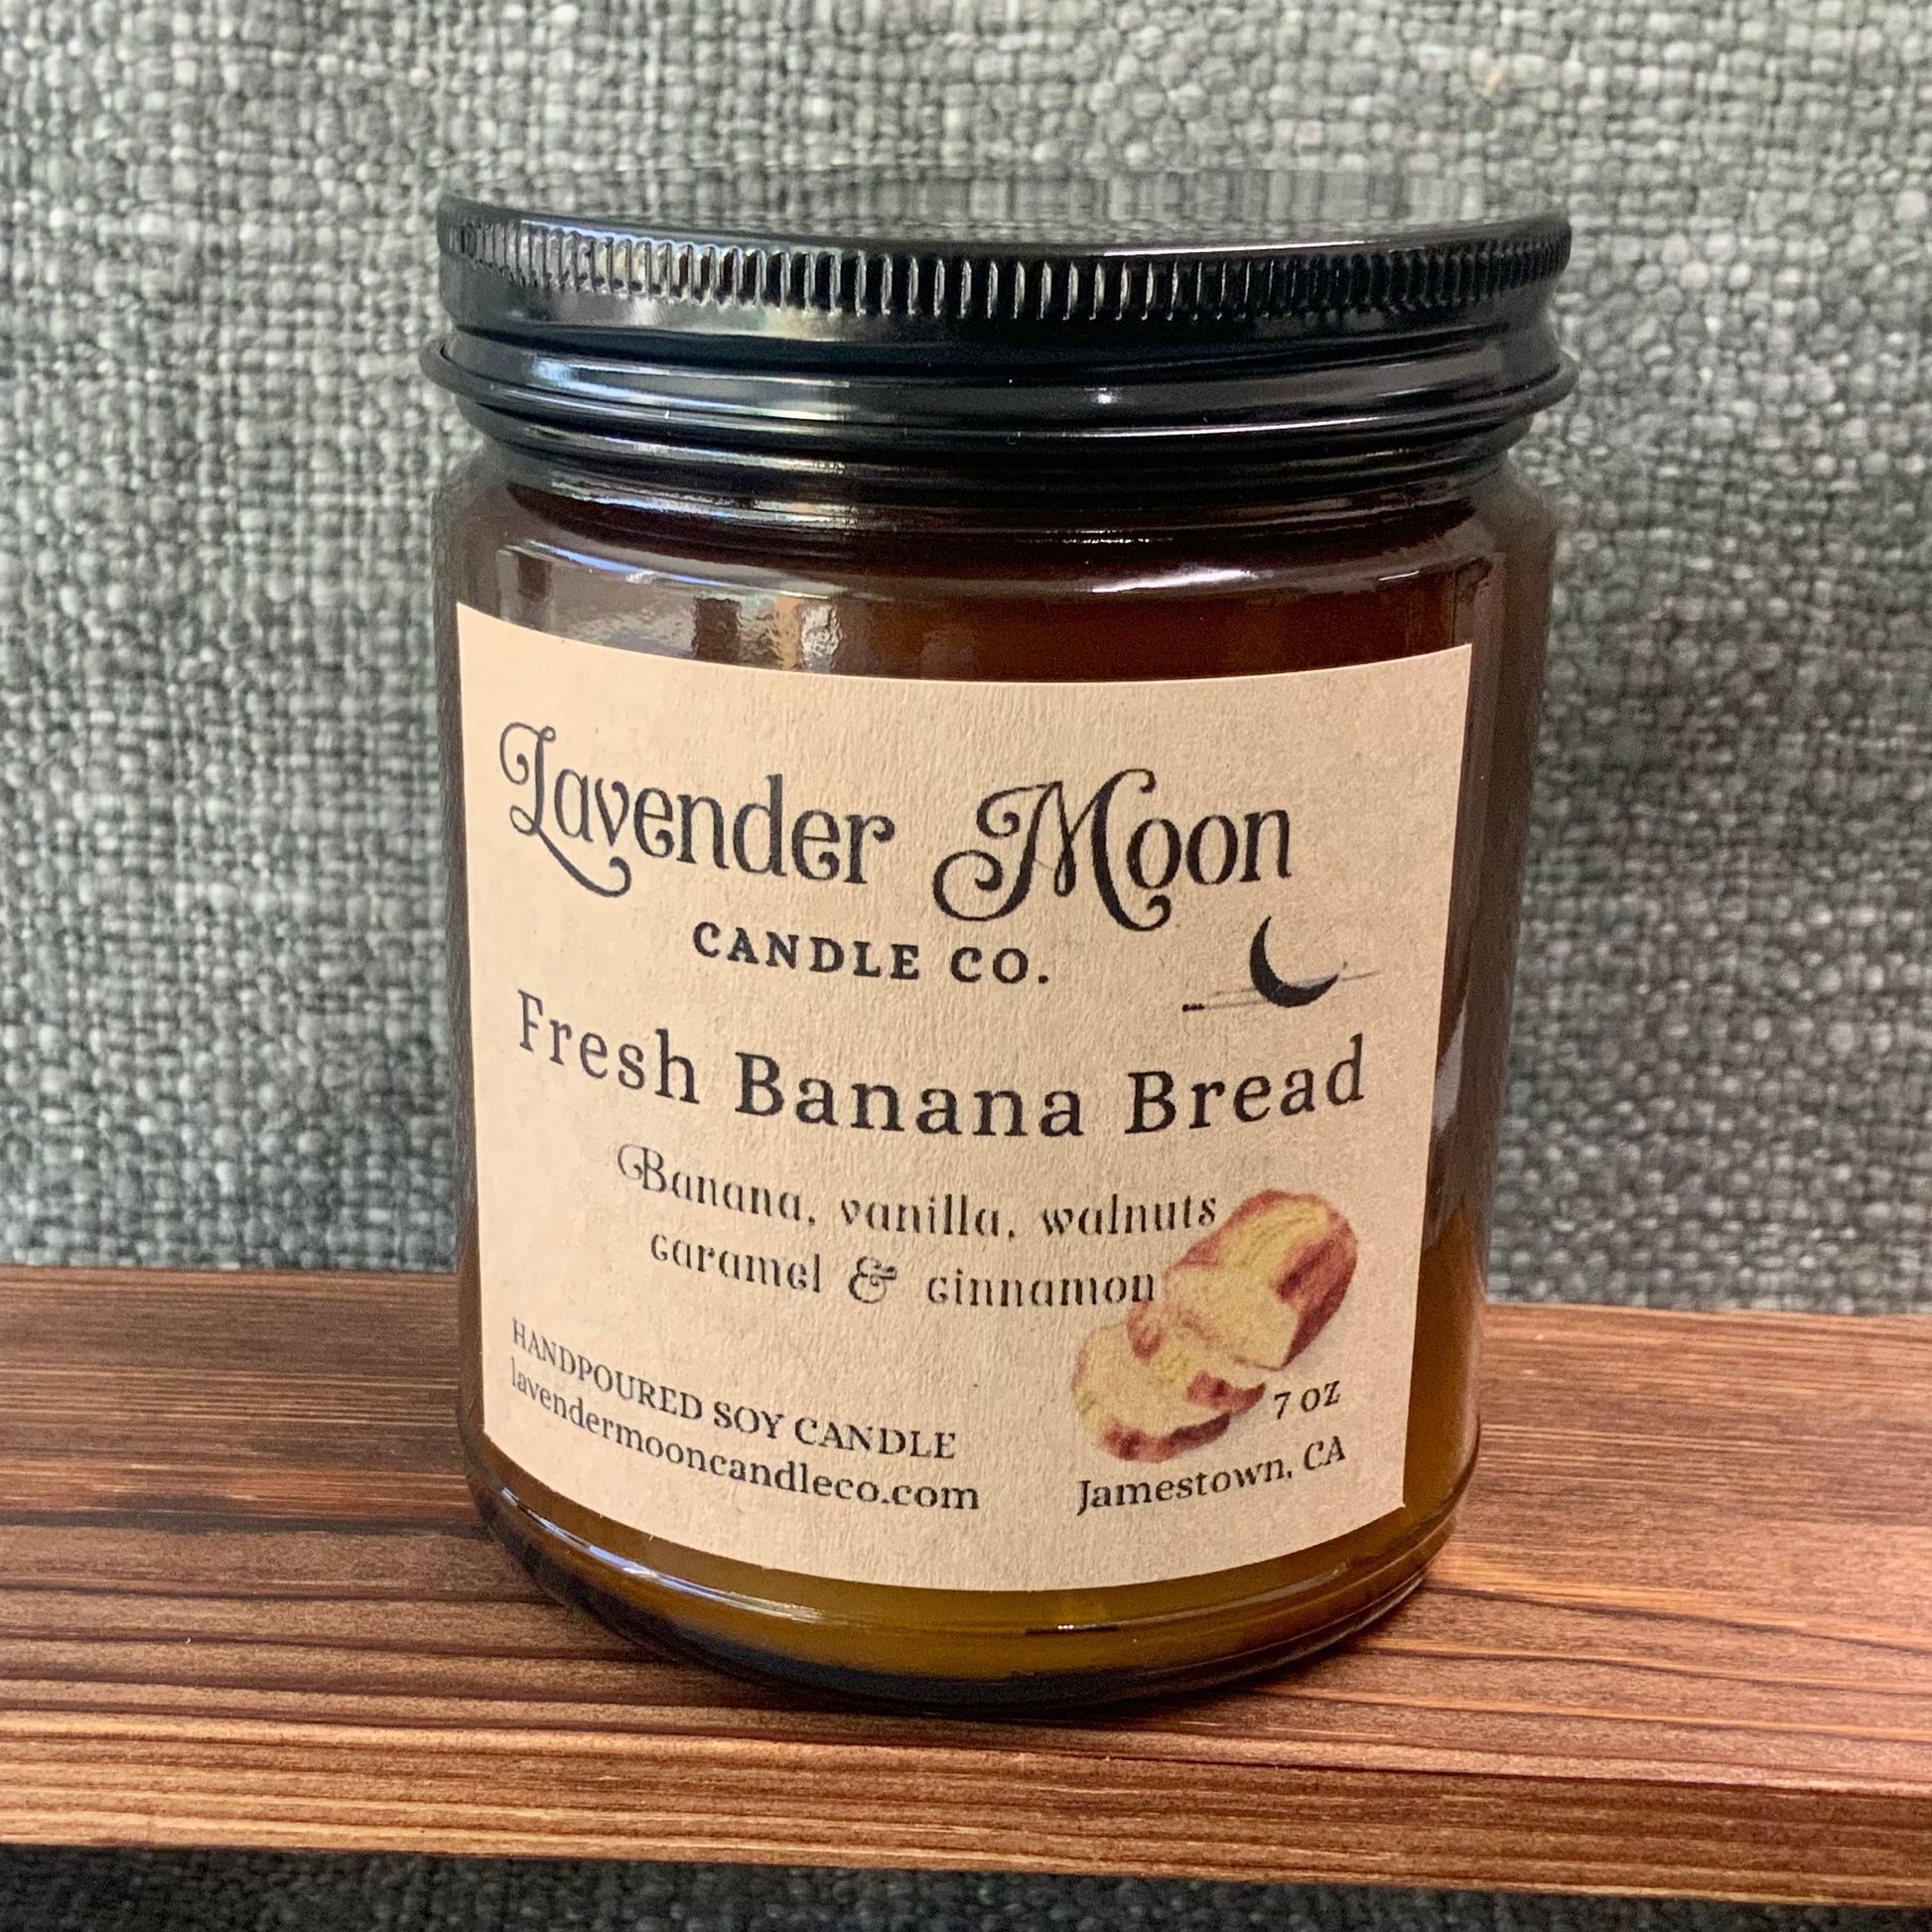 Lavender Moon
CANDLE CO.
Fresh Banana Bread
Banana, vanilla, walnuts
caramel & cinnamon
HANDPOURED SOY CANDLE
lavendermooncandleco.com
7 OZ
Jamestown, CA